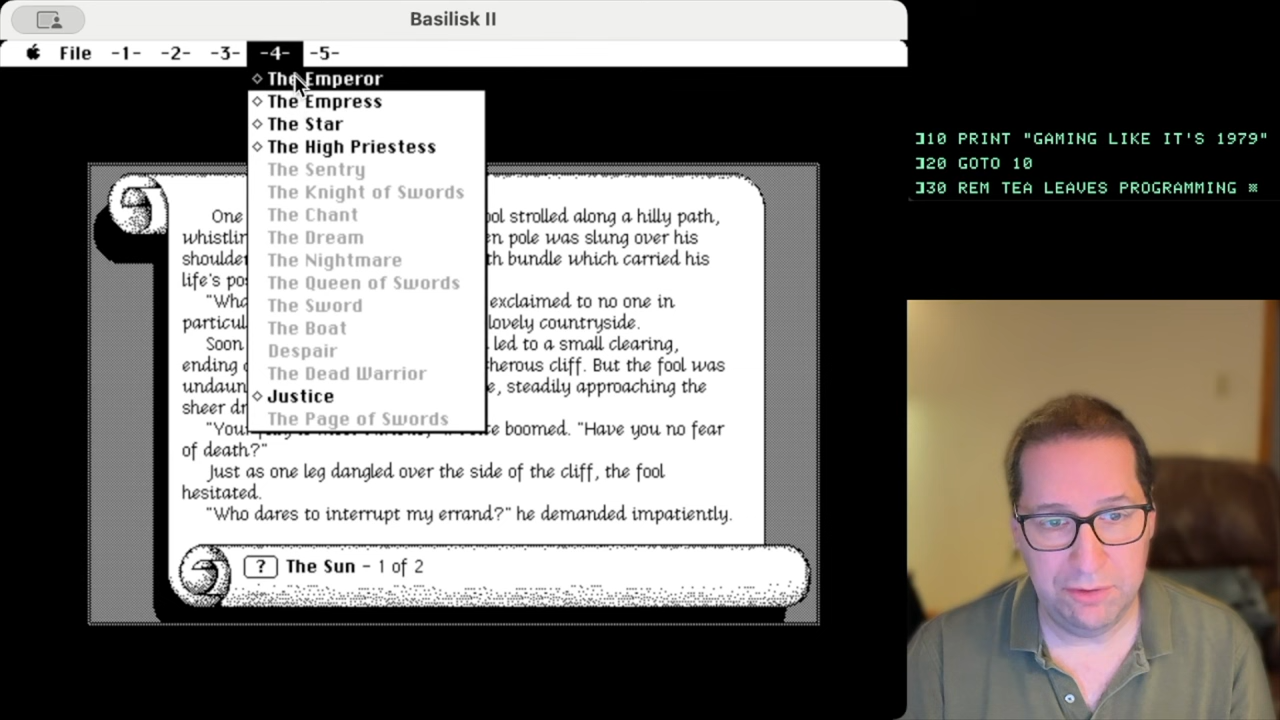 Basilisk II
File -1- -2- -3- -4- -5-
The Emperor
The Empress
The Star
The High Priestess
The Sentry
The Knight of Swords
The Chant
The Dream
The Nightmare
The Queen of Swords
The Sword
The Boat
Despair
The Dead Warrior
Justice
The Page of Swords
]10 PRINT "GAMING LIKE IT'S 1979"
]20 GOTO 10
]30 REM TEA LEAVES PROGRAMMING
One ool strolled along a hilly path,
whistlin en pole was slung over his
shoulde th bundle which carried his
life's po
"Wha exclaimed to no one in
particul lovely countryside.
Soon led to a small clearing,
ending herous cliff. But the fool was
undaun e, steadily approaching the
sheer dr
"Your boomed. "Have you no fear
of death?"
Just as one leg dangled over the side of the cliff, the fool
hesitated.
"Who dares to interrupt my errand?" he demanded impatiently.
? The Sun - 1 of 2